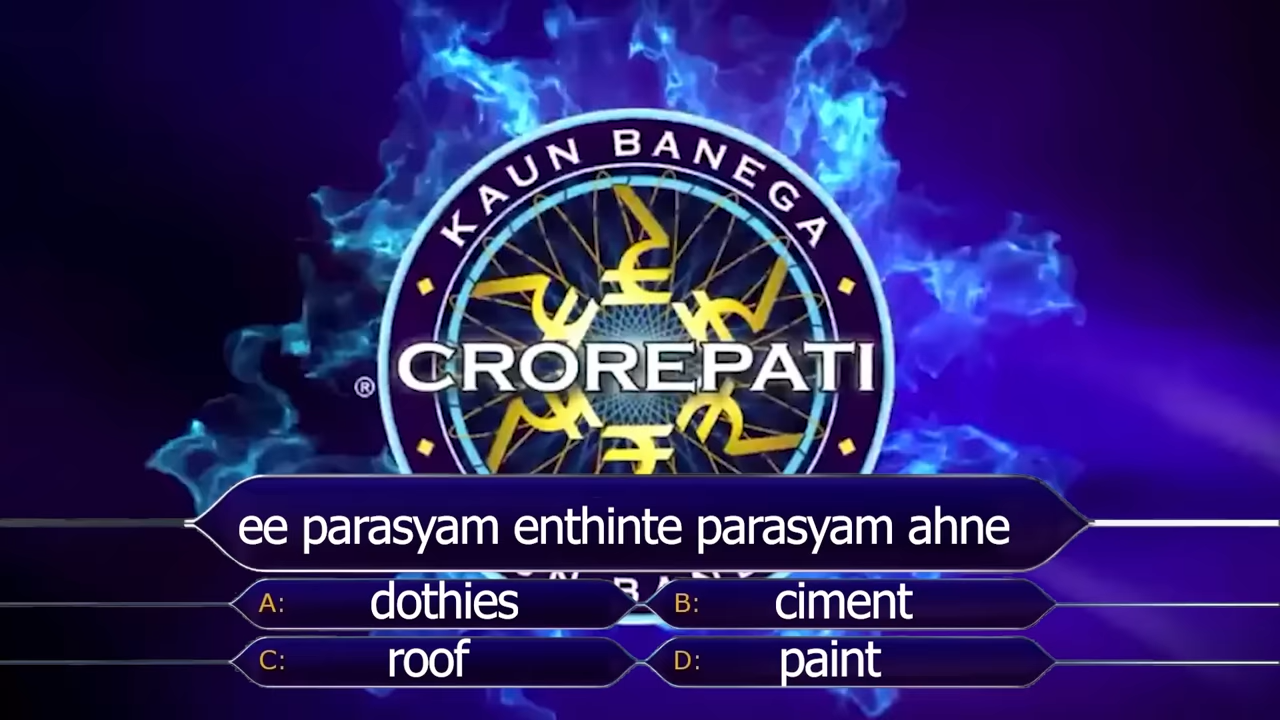 KAUN BANEGA
CROREPATI
®
ee parasyam enthinte parasyam ahne
A: dothies
B: ciment
C: roof
D: paint